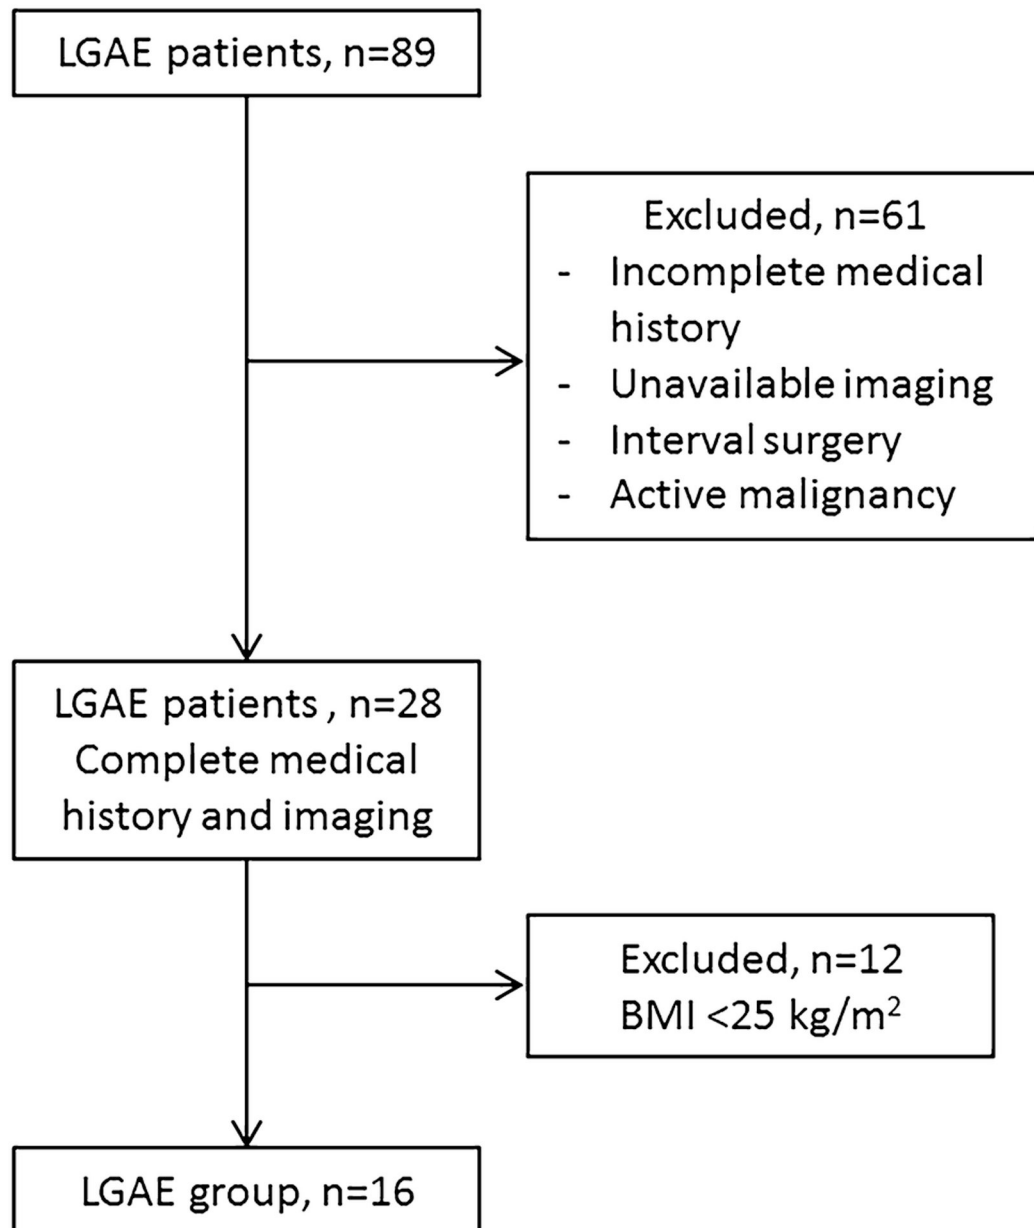 LGAE patients, n=89
Excluded, n=61
- Incomplete medical
history
- Unavailable imaging
- Interval surgery
- Active malignancy
LGAE patients , n=28
Complete medical
history and imaging
Excluded, n=12
BMI <25 kg/m²
LGAE group, n=16